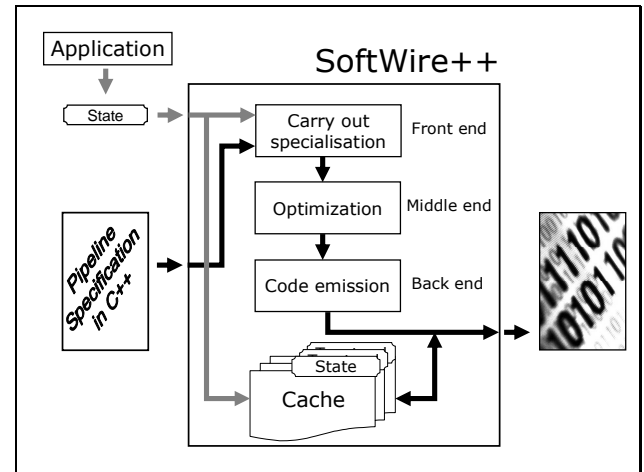 Application
SoftWire++
State
Carry out
specialisation
Front end
Optimization
Middle end
Pipeline
Specification
in C++
Code emission
Back end
State
Cache